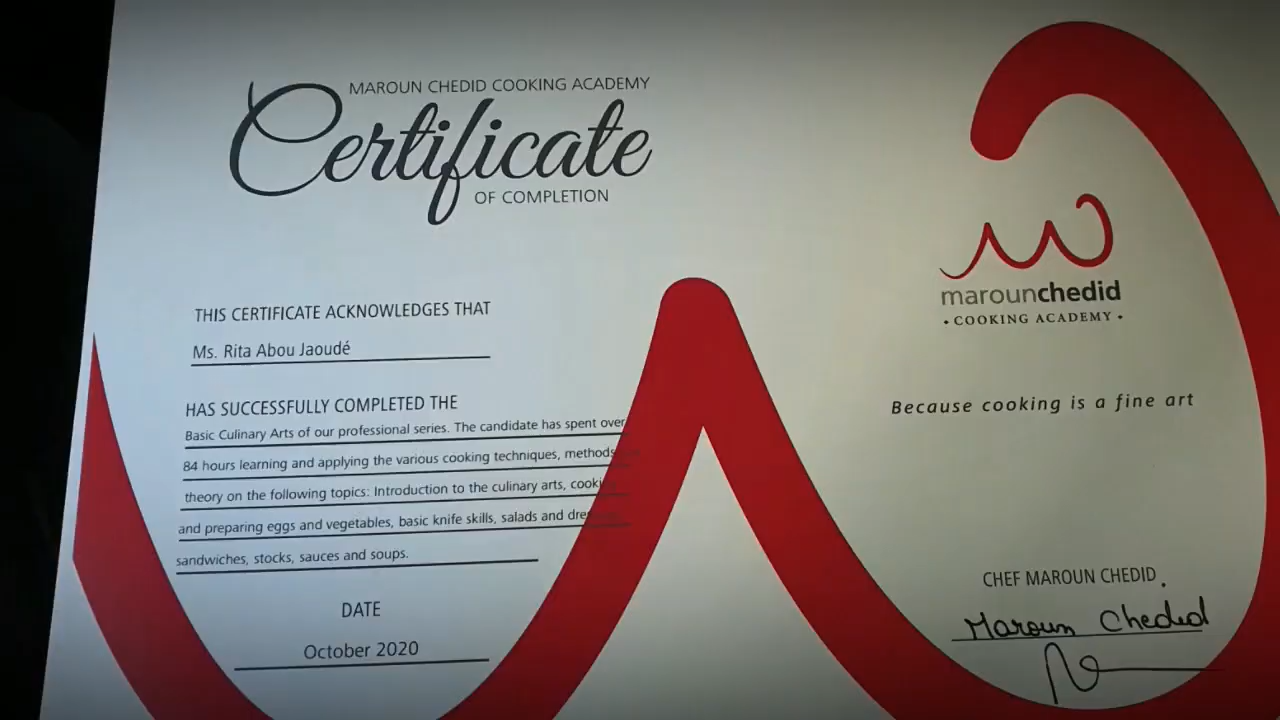 MAROUN CHEDID COOKING ACADEMY
Certificate
OF COMPLETION
marounchedid
• COOKING ACADEMY •
Because cooking is a fine art
THIS CERTIFICATE ACKNOWLEDGES THAT
Ms. Rita Abou Jaoudé
HAS SUCCESSFULLY COMPLETED THE
Basic Culinary Arts of our professional series. The candidate has spent over
84 hours learning and applying the various cooking techniques, methods
theory on the following topics: Introduction to the culinary arts,
and preparing eggs and vegetables, basic knife skills, salads and
sandwiches, stocks, sauces and soups.
DATE
October 2020
CHEF MAROUN CHEDID
Maroun Chedid